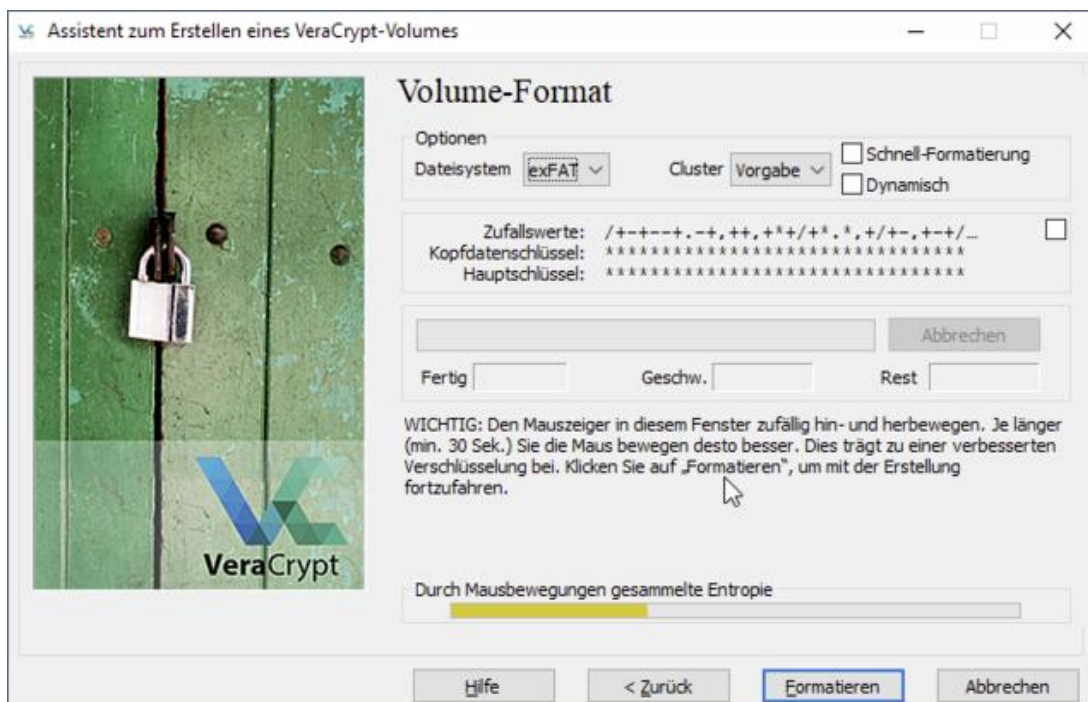 Assistent zum Erstellen eines VeraCrypt-Volumes
Volume-Format
Optionen
Dateisystem exFAT Cluster Vorgabe Schnell-Formatierung
Dynamisch
Zufallswerte: /+-+--+.-+,++,+*+/+*.*,+/+-,+-+/…
Kopfdatenschlüssel: ********************************
Hauptschlüssel: ********************************
Abbrechen
Fertig Geschw. Rest
WICHTIG: Den Mauszeiger in diesem Fenster zufällig hin- und herbewegen. Je länger
(min. 30 Sek.) Sie die Maus bewegen desto besser. Dies trägt zu einer verbesserten
Verschlüsselung bei. Klicken Sie auf „Formatieren“, um mit der Erstellung
fortzufahren.
VeraCrypt
Durch Mausbewegungen gesammelte Entropie
Hilfe < Zurück Formatieren Abbrechen